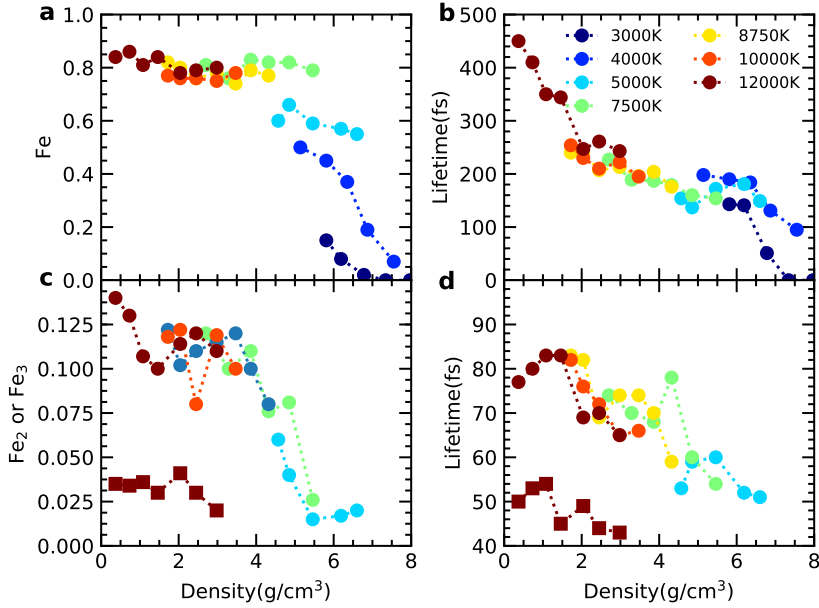 a
1.0
0.8
0.6
0.4
0.2
0.0
Fe
b
500
400
300
200
100
0
Lifetime(fs)
3000K
4000K
5000K
7500K
8750K
10000K
12000K
c
0.125
0.100
0.075
0.050
0.025
0.000
Fe₂ or Fe₃
0 2 4 6 8
Density(g/cm³)
d
90
80
70
60
50
40
Lifetime(fs)
0 2 4 6 8
Density(g/cm³)